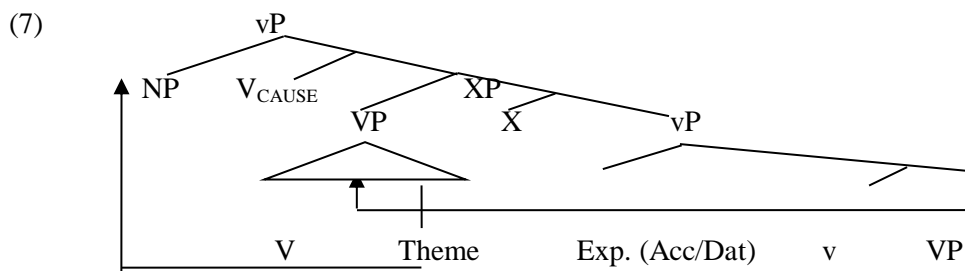 (7) vP
NP V_CAUSE XP
VP X vP
V Theme Exp. (Acc/Dat) v VP